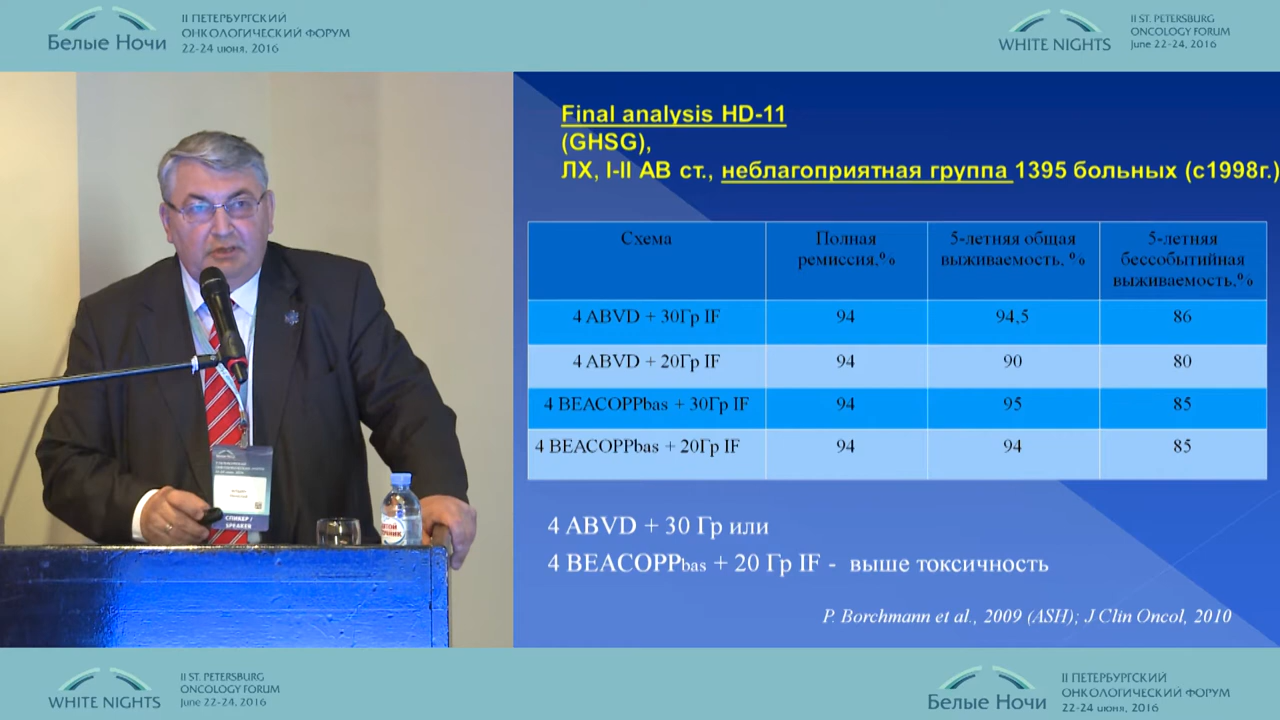 Белые Ночи
II ПЕТЕРБУРГСКИЙ
ОНКОЛОГИЧЕСКИЙ ФОРУМ
22-24 июня, 2016
WHITE NIGHTS
II ST. PETERSBURG
ONCOLOGY FORUM
June 22-24, 2016
Final analysis HD-11
(GHSG),
ЛХ, I-II АВ ст., неблагоприятная группа 1395 больных (с1998г.)
Схема
Полная
ремиссия,%
5-летняя общая
выживаемость, %
5-летняя
бессобытийная
выживаемость,%
4 ABVD + 30Гр IF 94 94,5 86
4 ABVD + 20Гр IF 94 90 80
4 BEACOPPbas + 30Гр IF 94 95 85
4 BEACOPPbas + 20Гр IF 94 94 85
4 ABVD + 30 Гр или
4 BEACOPPbas + 20 Гр IF - выше токсичность
P. Borchmann et al., 2009 (ASH); J Clin Oncol, 2010
СПИКЕР /
SPEAKER
WHITE NIGHTS
II ST. PETERSBURG
ONCOLOGY FORUM
June 22-24, 2016
Белые Ночи
II ПЕТЕРБУРГСКИЙ
ОНКОЛОГИЧЕСКИЙ ФОРУМ
22-24 июня, 2016